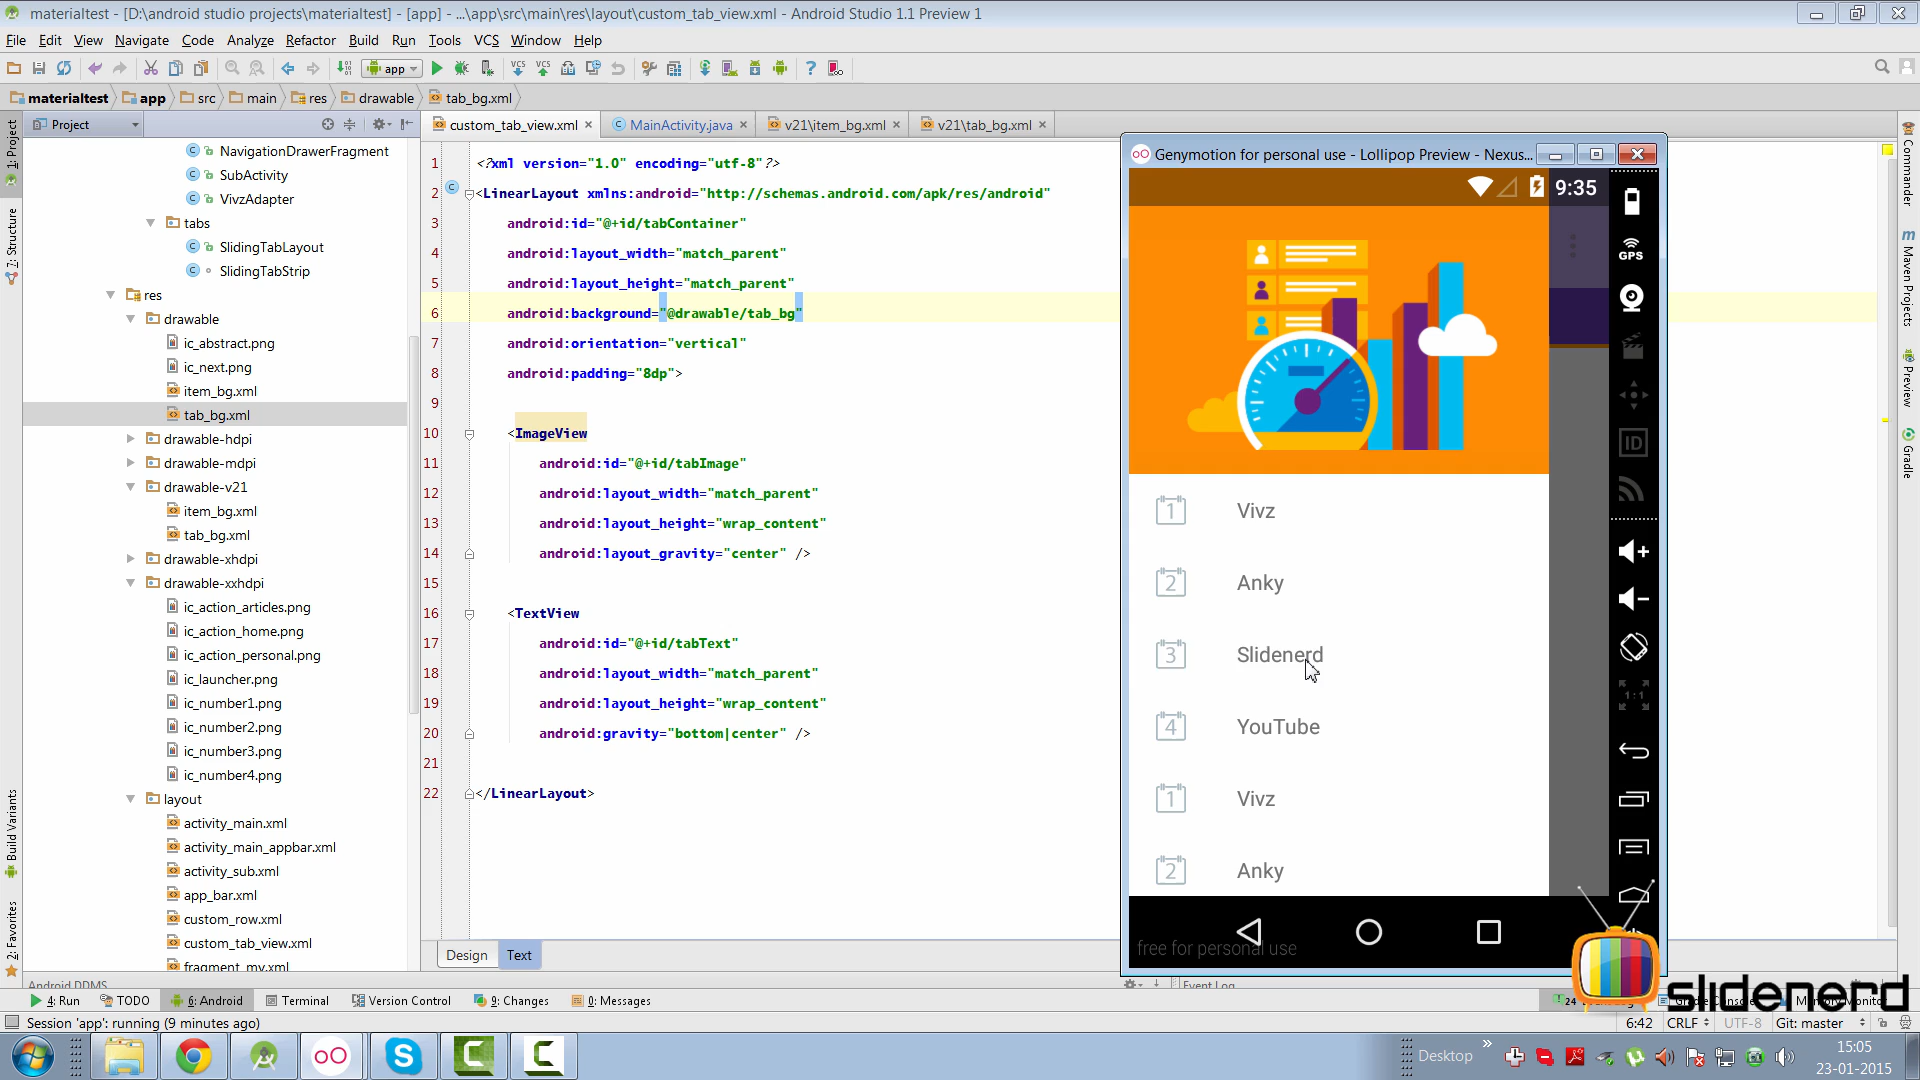 materialtest - [D:\android studio projects\materialtest] - [app] - ...\app\src\main\res\layout\custom_tab_view.xml - Android Studio 1.1 Preview 1
File Edit View Navigate Code Analyze Refactor Build Run Tools VCS Window Help
app
materialtest app src main res drawable tab_bg.xml
Project
custom_tab_view.xml MainActivity.java v21\item_bg.xml v21\tab_bg.xml
1: Project
7: Structure
Build Variants
2: Favorites
NavigationDrawerFragment
SubActivity
VivzAdapter
tabs
SlidingTabLayout
SlidingTabStrip
res
drawable
ic_abstract.png
ic_next.png
item_bg.xml
tab_bg.xml
drawable-hdpi
drawable-mdpi
drawable-v21
item_bg.xml
tab_bg.xml
drawable-xhdpi
drawable-xxhdpi
ic_action_articles.png
ic_action_home.png
ic_action_personal.png
ic_launcher.png
ic_number1.png
ic_number2.png
ic_number3.png
ic_number4.png
layout
activity_main.xml
activity_main_appbar.xml
activity_sub.xml
app_bar.xml
custom_row.xml
custom_tab_view.xml
fragment_my.xml
1 <?xml version="1.0" encoding="utf-8"?>
2 <LinearLayout xmlns:android="http://schemas.android.com/apk/res/android"
3 android:id="@+id/tabContainer"
4 android:layout_width="match_parent"
5 android:layout_height="match_parent"
6 android:background="@drawable/tab_bg"
7 android:orientation="vertical"
8 android:padding="8dp">
9
10 <ImageView
11 android:id="@+id/tabImage"
12 android:layout_width="match_parent"
13 android:layout_height="wrap_content"
14 android:layout_gravity="center" />
15
16 <TextView
17 android:id="@+id/tabText"
18 android:layout_width="match_parent"
19 android:layout_height="wrap_content"
20 android:gravity="bottom|center" />
21
22 </LinearLayout>
Design Text
Genymotion for personal use - Lollipop Preview - Nexus...
9:35
GPS
1:1
ID
1 Vivz
2 Anky
3 Slidenerd
4 YouTube
1 Vivz
2 Anky
free for personal use
Commander
Maven Projects
Preview
Gradle
Android DDMS
Event Log
4: Run TODO 6: Android Terminal Version Control 9: Changes 0: Messages
24
slidenerd
Session 'app': running (9 minutes ago)
6:42 CRLF UTF-8 Git: master
Desktop
15:05
23-01-2015